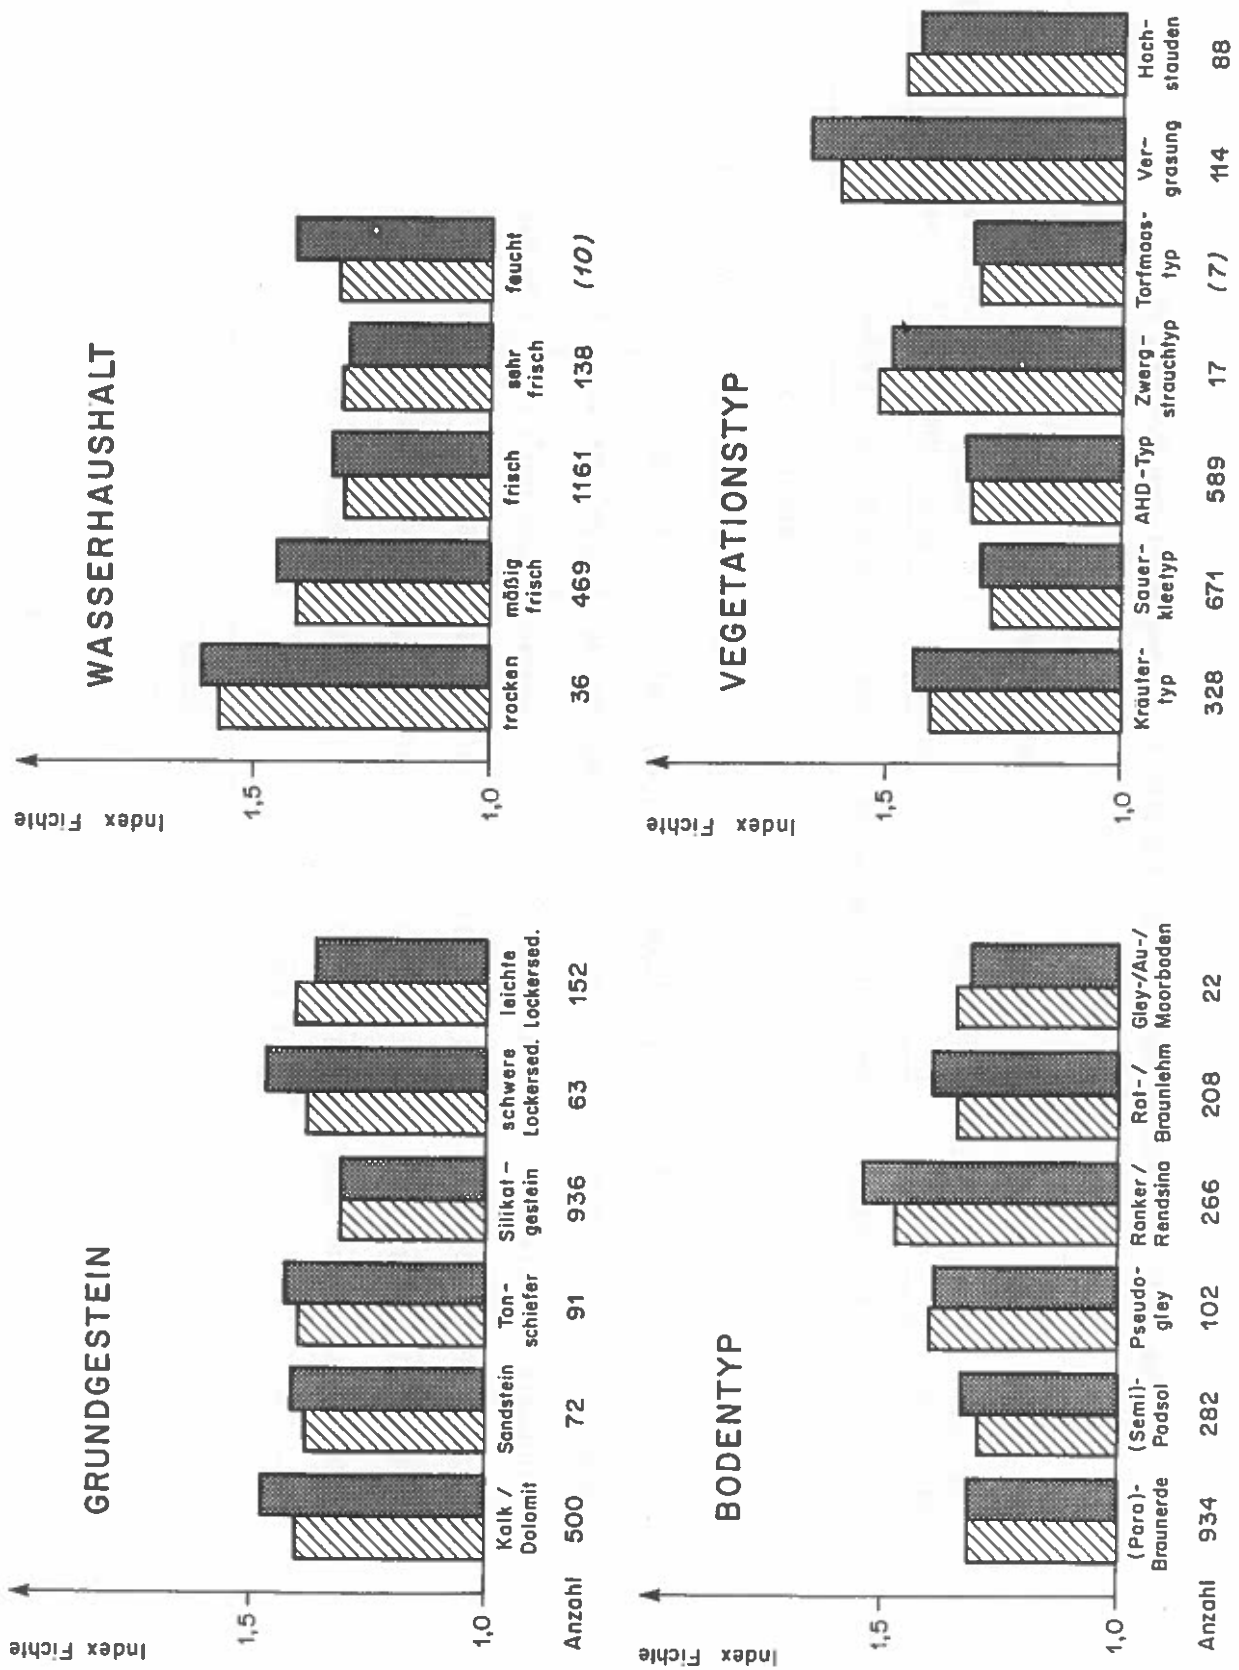 GRUNDGESTEIN
Index Fichte
1,5
1,0
Kalk / Dolomit
Sandstein
Ton-
schiefer
Silikat-
gestein
schwere
Lockersed.
leichte
Lockersed.
Anzahl 500 72 91 936 63 152
WASSERHAUSHALT
Index Fichte
1,5
1,0
trocken
mäßig
frisch
frisch
sehr
frisch
feucht
36 469 1161 138 (10)
BODENTYP
Index Fichte
1,5
1,0
(Para)-
Braunerde
(Semi)-
Podsol
Pseudo-
gley
Ranker /
Rendsina
Rot-/
Braunlehm
Gley-/Au-/
Moorboden
Anzahl 934 282 102 266 208 22
VEGETATIONSTYP
Index Fichte
1,5
1,0
Kräuter-
typ
Sauer-
kleetyp
AHD-Typ
Zwerg-
strauchtyp
Torfmoos-
typ
Ver-
grasung
Hoch-
stauden
328 671 589 17 (7) 114 88